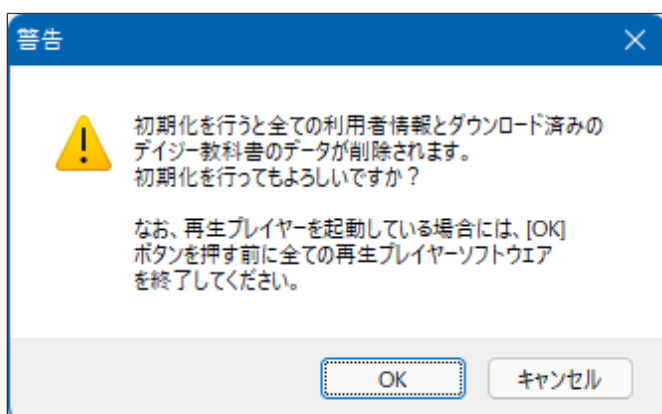 警告
初期化を行うと全ての利用者情報とダウンロード済みの
デイジー教科書のデータが削除されます。
初期化を行ってもよろしいですか？
なお、再生プレイヤーを起動している場合には、[OK]
ボタンを押す前に全ての再生プレイヤーソフトウエア
を終了してください。
OK
キャンセル